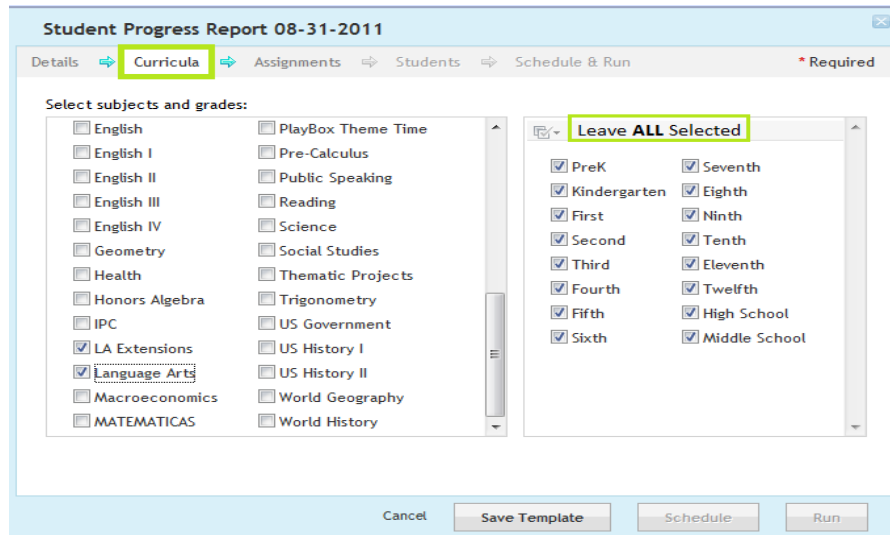 Student Progress Report 08-31-2011
Details Curricula Assignments Students Schedule & Run * Required
Select subjects and grades:
English
English I
English II
English III
English IV
Geometry
Health
Honors Algebra
IPC
LA Extensions
Language Arts
Macroeconomics
MATEMATICAS
PlayBox Theme Time
Pre-Calculus
Public Speaking
Reading
Science
Social Studies
Thematic Projects
Trigonometry
US Government
US History I
US History II
World Geography
World History
Leave ALL Selected
PreK
Kindergarten
First
Second
Third
Fourth
Fifth
Sixth
Seventh
Eighth
Ninth
Tenth
Eleventh
Twelfth
High School
Middle School
Cancel Save Template Schedule Run